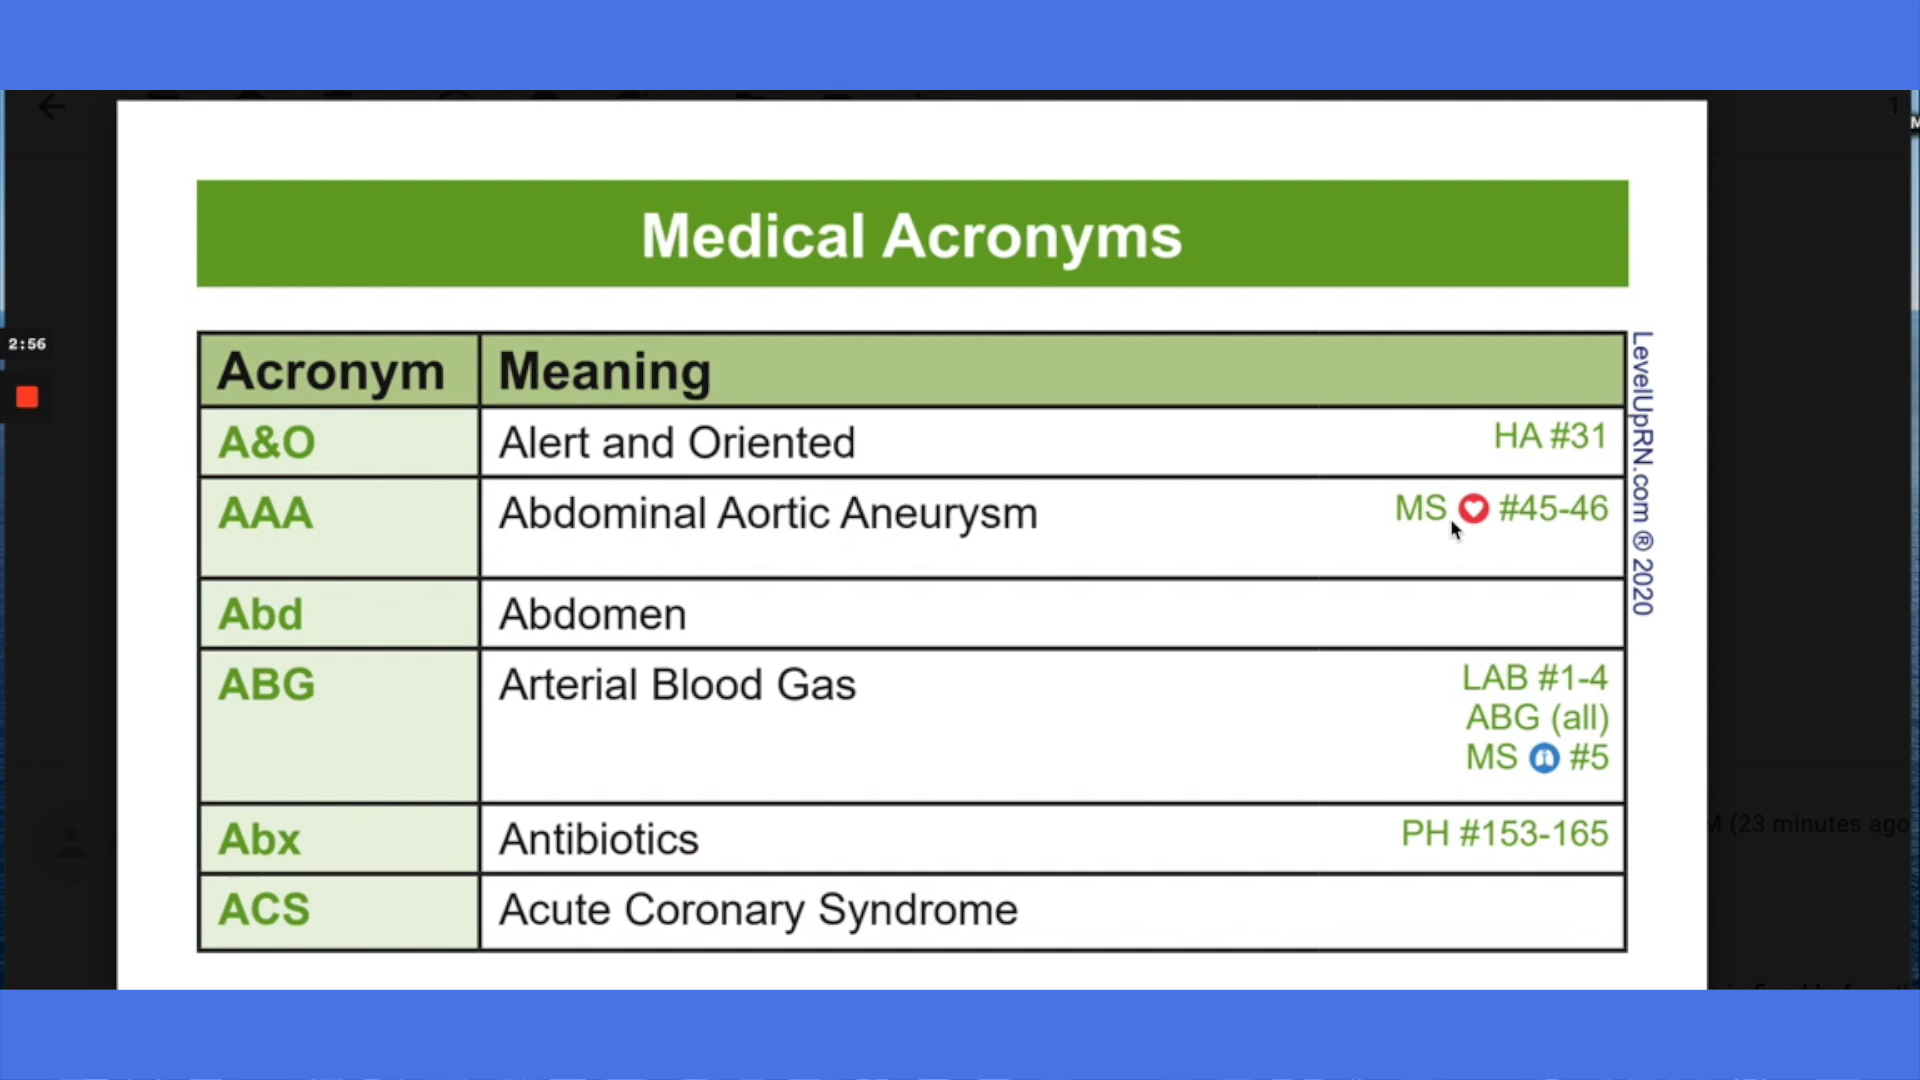 Medical Acronyms
Acronym Meaning
A&O Alert and Oriented HA #31
AAA Abdominal Aortic Aneurysm MS #45-46
Abd Abdomen
ABG Arterial Blood Gas LAB #1-4
ABG (all)
MS #5
Abx Antibiotics PH #153-165
ACS Acute Coronary Syndrome
LevelUpRN.com ® 2020
2:56
(23 minutes ago